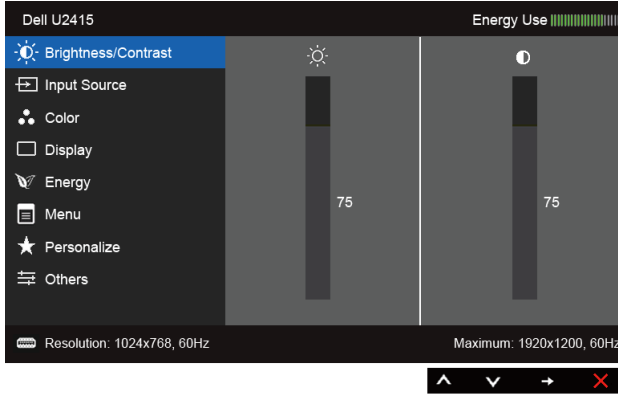 Dell U2415
Energy Use
Brightness/Contrast
Input Source
Color
Display
Energy
Menu
Personalize
Others
75
75
Resolution: 1024x768, 60Hz
Maximum: 1920x1200, 60Hz